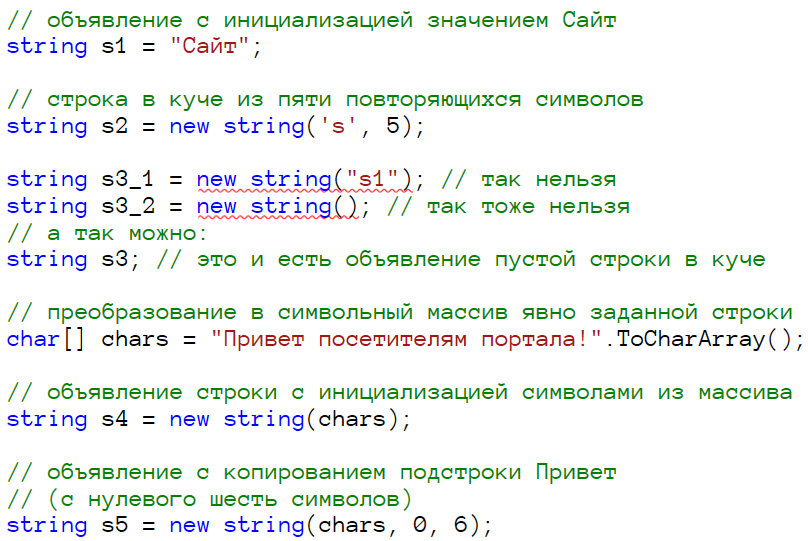 // объявление с инициализацией значением Сайт
string s1 = "Сайт";
// строка в куче из пяти повторяющихся символов
string s2 = new string('s', 5);
string s3_1 = new string("s1"); // так нельзя
string s3_2 = new string(); // так тоже нельзя
// а так можно:
string s3; // это и есть объявление пустой строки в куче
// преобразование в символьный массив явно заданной строки
char[] chars = "Привет посетителям портала!".ToCharArray();
// объявление строки с инициализацией символами из массива
string s4 = new string(chars);
// объявление с копированием подстроки Привет
// (с нулевого шесть символов)
string s5 = new string(chars, 0, 6);